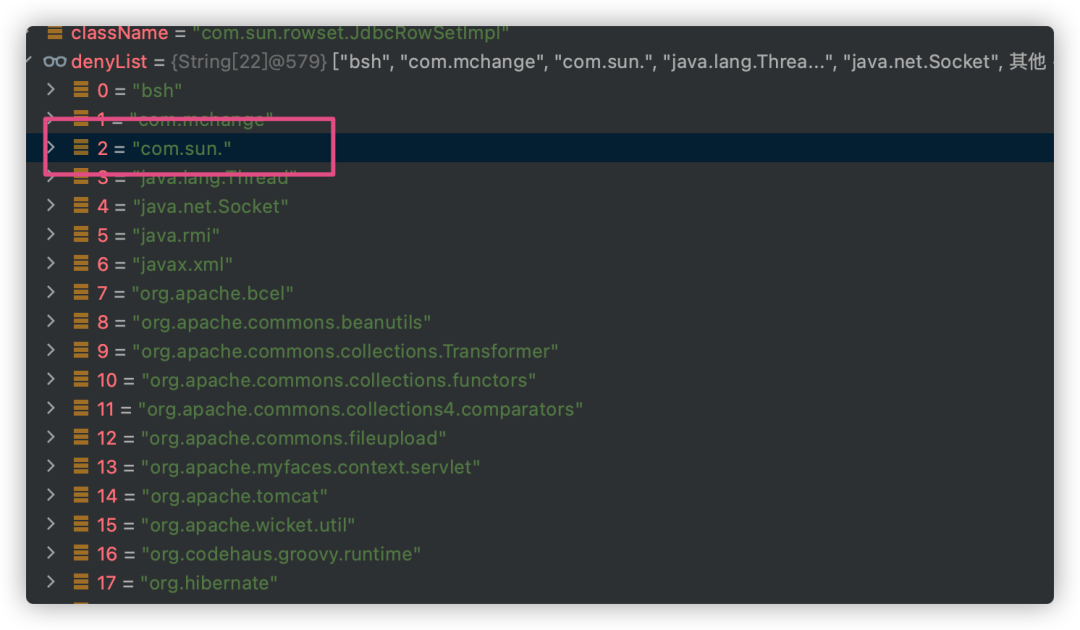 className = "com.sun.rowset.JdbcRowSetImpl"
denyList = {String[22]@579} ["bsh", "com.mchange", "com.sun.", "java.lang.Threa...", "java.net.Socket", 其他
0 = "bsh"
1 = "com.mchange"
2 = "com.sun."
3 = "java.lang.Thread"
4 = "java.net.Socket"
5 = "java.rmi"
6 = "javax.xml"
7 = "org.apache.bcel"
8 = "org.apache.commons.beanutils"
9 = "org.apache.commons.collections.Transformer"
10 = "org.apache.commons.collections.functors"
11 = "org.apache.commons.collections4.comparators"
12 = "org.apache.commons.fileupload"
13 = "org.apache.myfaces.context.servlet"
14 = "org.apache.tomcat"
15 = "org.apache.wicket.util"
16 = "org.codehaus.groovy.runtime"
17 = "org.hibernate"